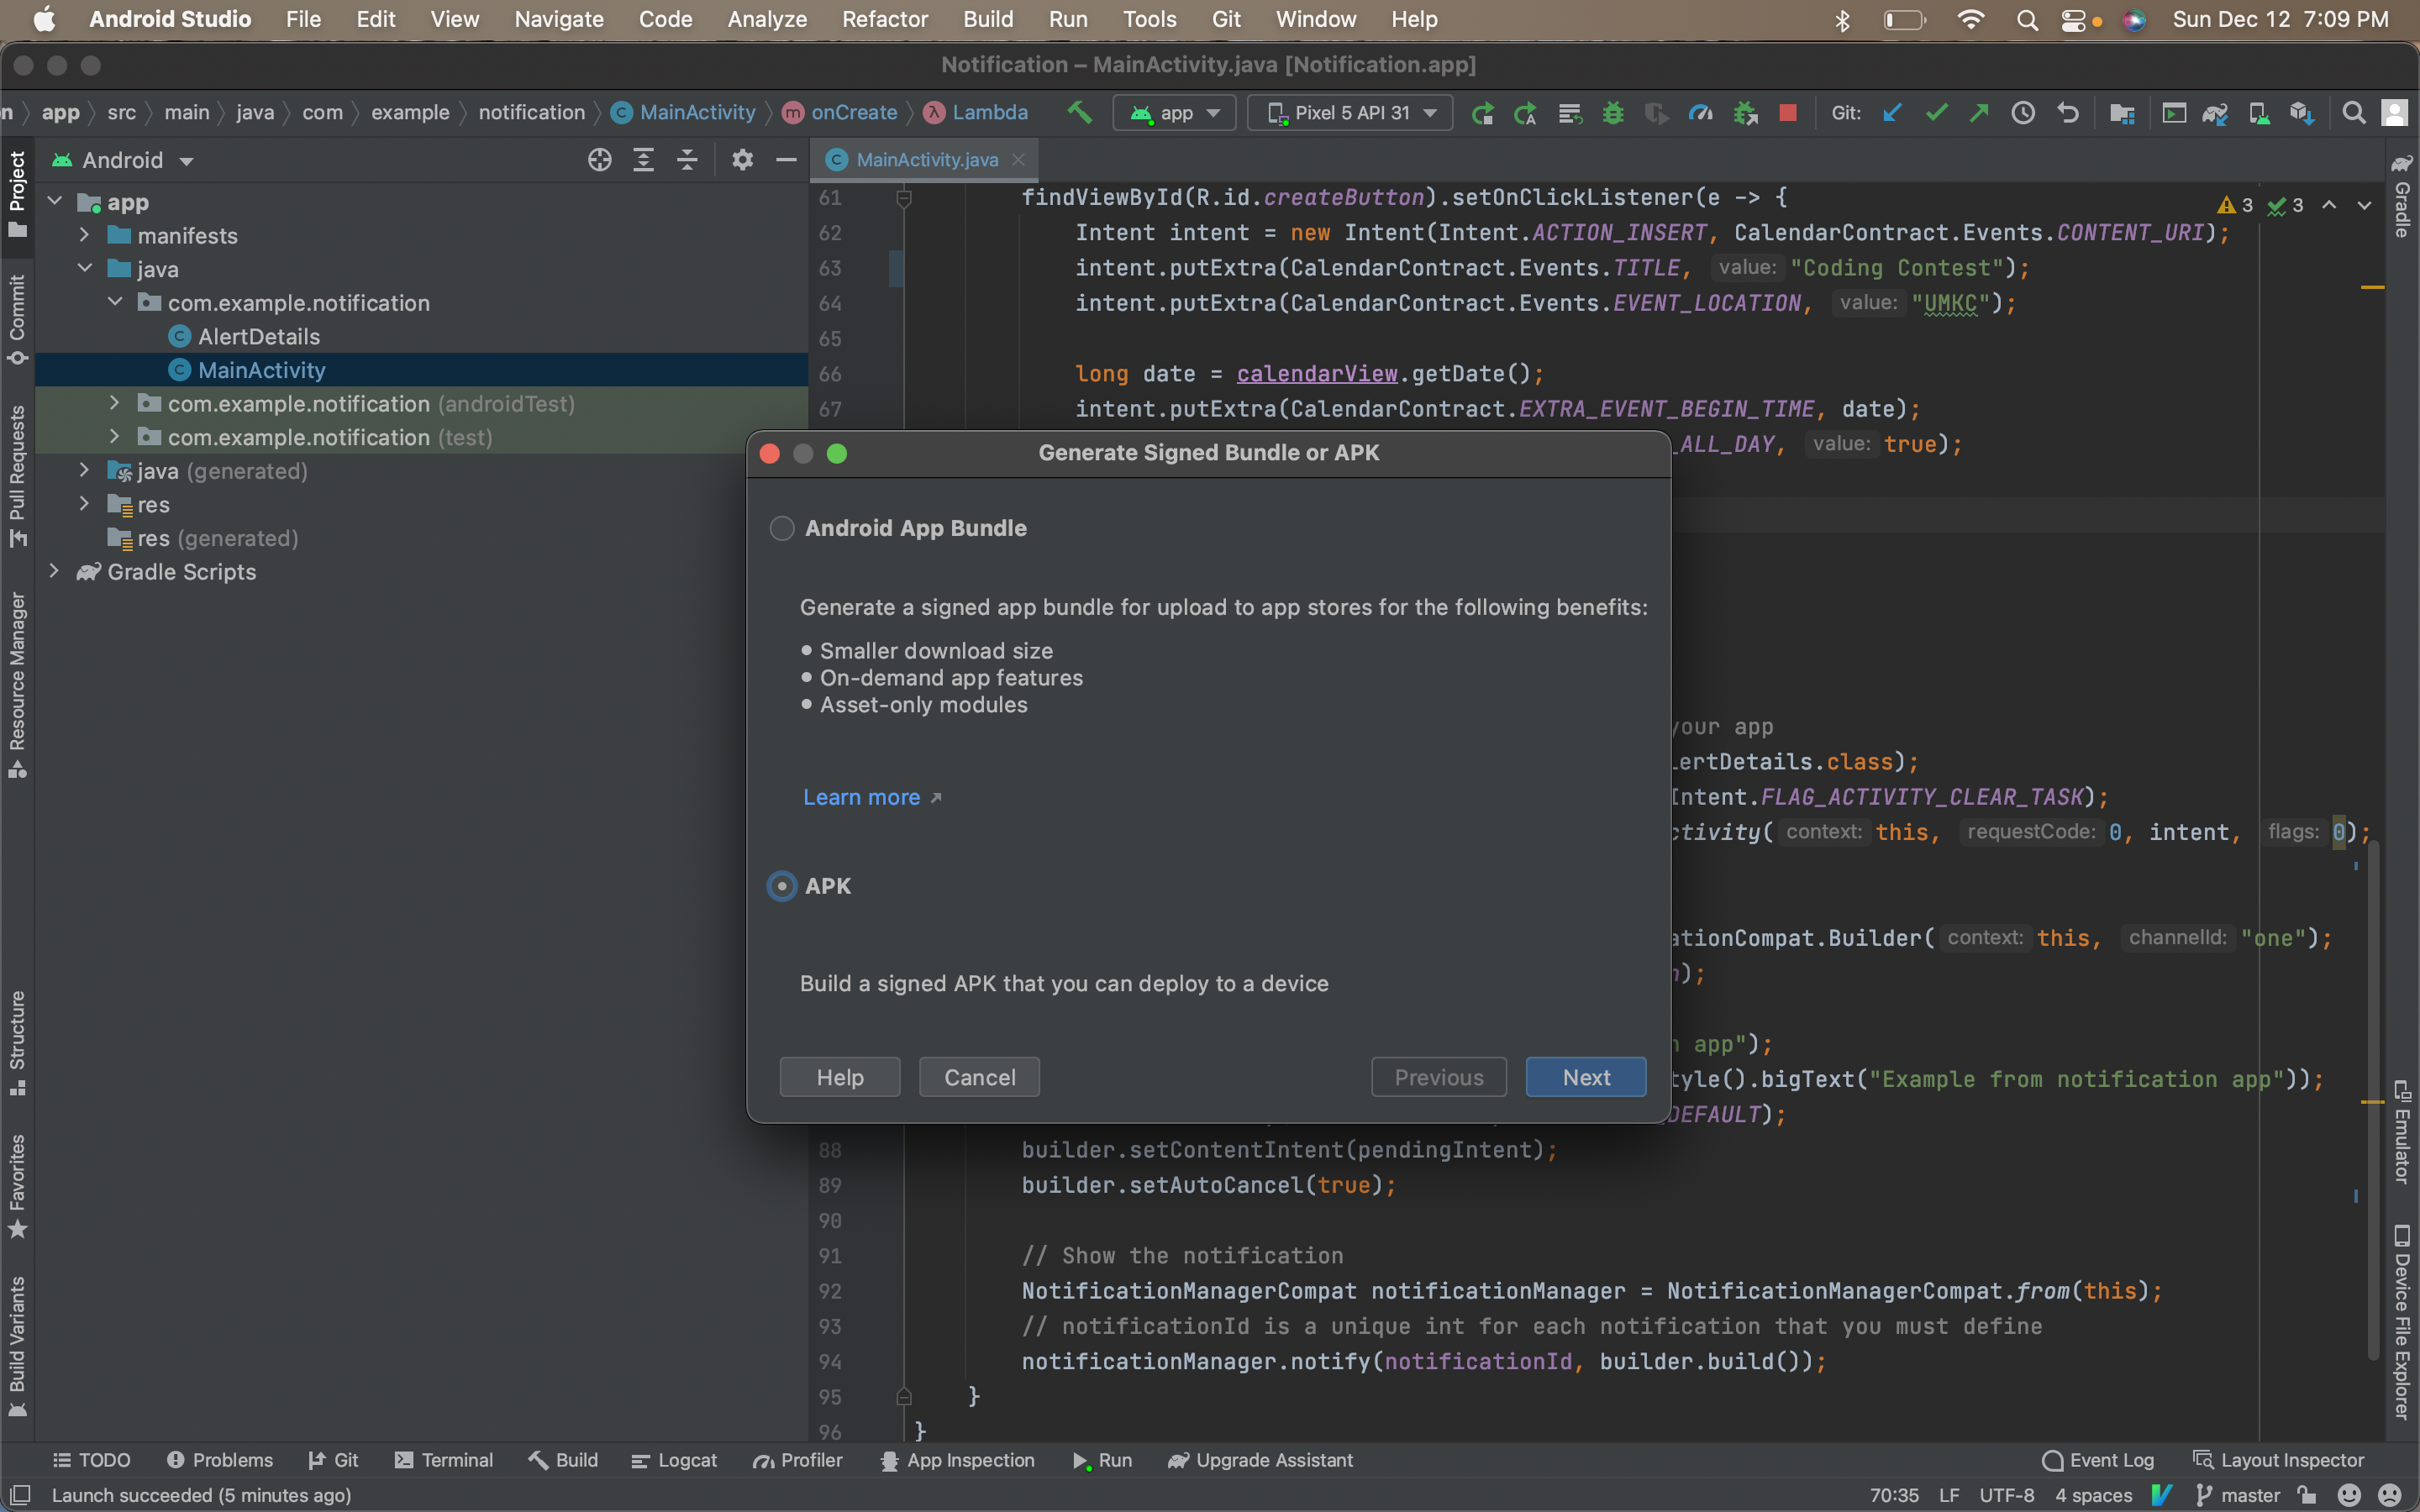 Android Studio File Edit View Navigate Code Analyze Refactor Build Run Tools Git Window Help Sun Dec 12 7:09 PM
Notification – MainActivity.java [Notification.app]
n app src main java com example notification MainActivity onCreate Lambda app Pixel 5 API 31 Git:
Android
MainActivity.java
app
manifests
java
com.example.notification
AlertDetails
MainActivity
com.example.notification (androidTest)
com.example.notification (test)
java (generated)
res
res (generated)
Gradle Scripts
Project
Commit
Pull Requests
Resource Manager
Structure
Favorites
Build Variants
3 3
61 findViewById(R.id.createButton).setOnClickListener(e -> {
62 Intent intent = new Intent(Intent.ACTION_INSERT, CalendarContract.Events.CONTENT_URI);
63 intent.putExtra(CalendarContract.Events.TITLE, value: "Coding Contest");
64 intent.putExtra(CalendarContract.Events.EVENT_LOCATION, value: "UMKC");
65
66 long date = calendarView.getDate();
67 intent.putExtra(CalendarContract.EXTRA_EVENT_BEGIN_TIME, date);
_ALL_DAY, value: true);
your app
lertDetails.class);
Intent.FLAG_ACTIVITY_CLEAR_TASK);
ctivity( context: this, requestCode: 0, intent, flags: 0);
ationCompat.Builder( context: this, channelId: "one");
);
n app");
tyle().bigText("Example from notification app"));
DEFAULT);
88 builder.setContentIntent(pendingIntent);
89 builder.setAutoCancel(true);
90
91 // Show the notification
92 NotificationManagerCompat notificationManager = NotificationManagerCompat.from(this);
93 // notificationId is a unique int for each notification that you must define
94 notificationManager.notify(notificationId, builder.build());
95 }
96 }
Generate Signed Bundle or APK
Android App Bundle
Generate a signed app bundle for upload to app stores for the following benefits:
• Smaller download size
• On-demand app features
• Asset-only modules
Learn more
APK
Build a signed APK that you can deploy to a device
Help Cancel Previous Next
Gradle
Emulator
Device File Explorer
TODO Problems Git Terminal Build Logcat Profiler App Inspection Run Upgrade Assistant Event Log Layout Inspector
Launch succeeded (5 minutes ago) 70:35 LF UTF-8 4 spaces master